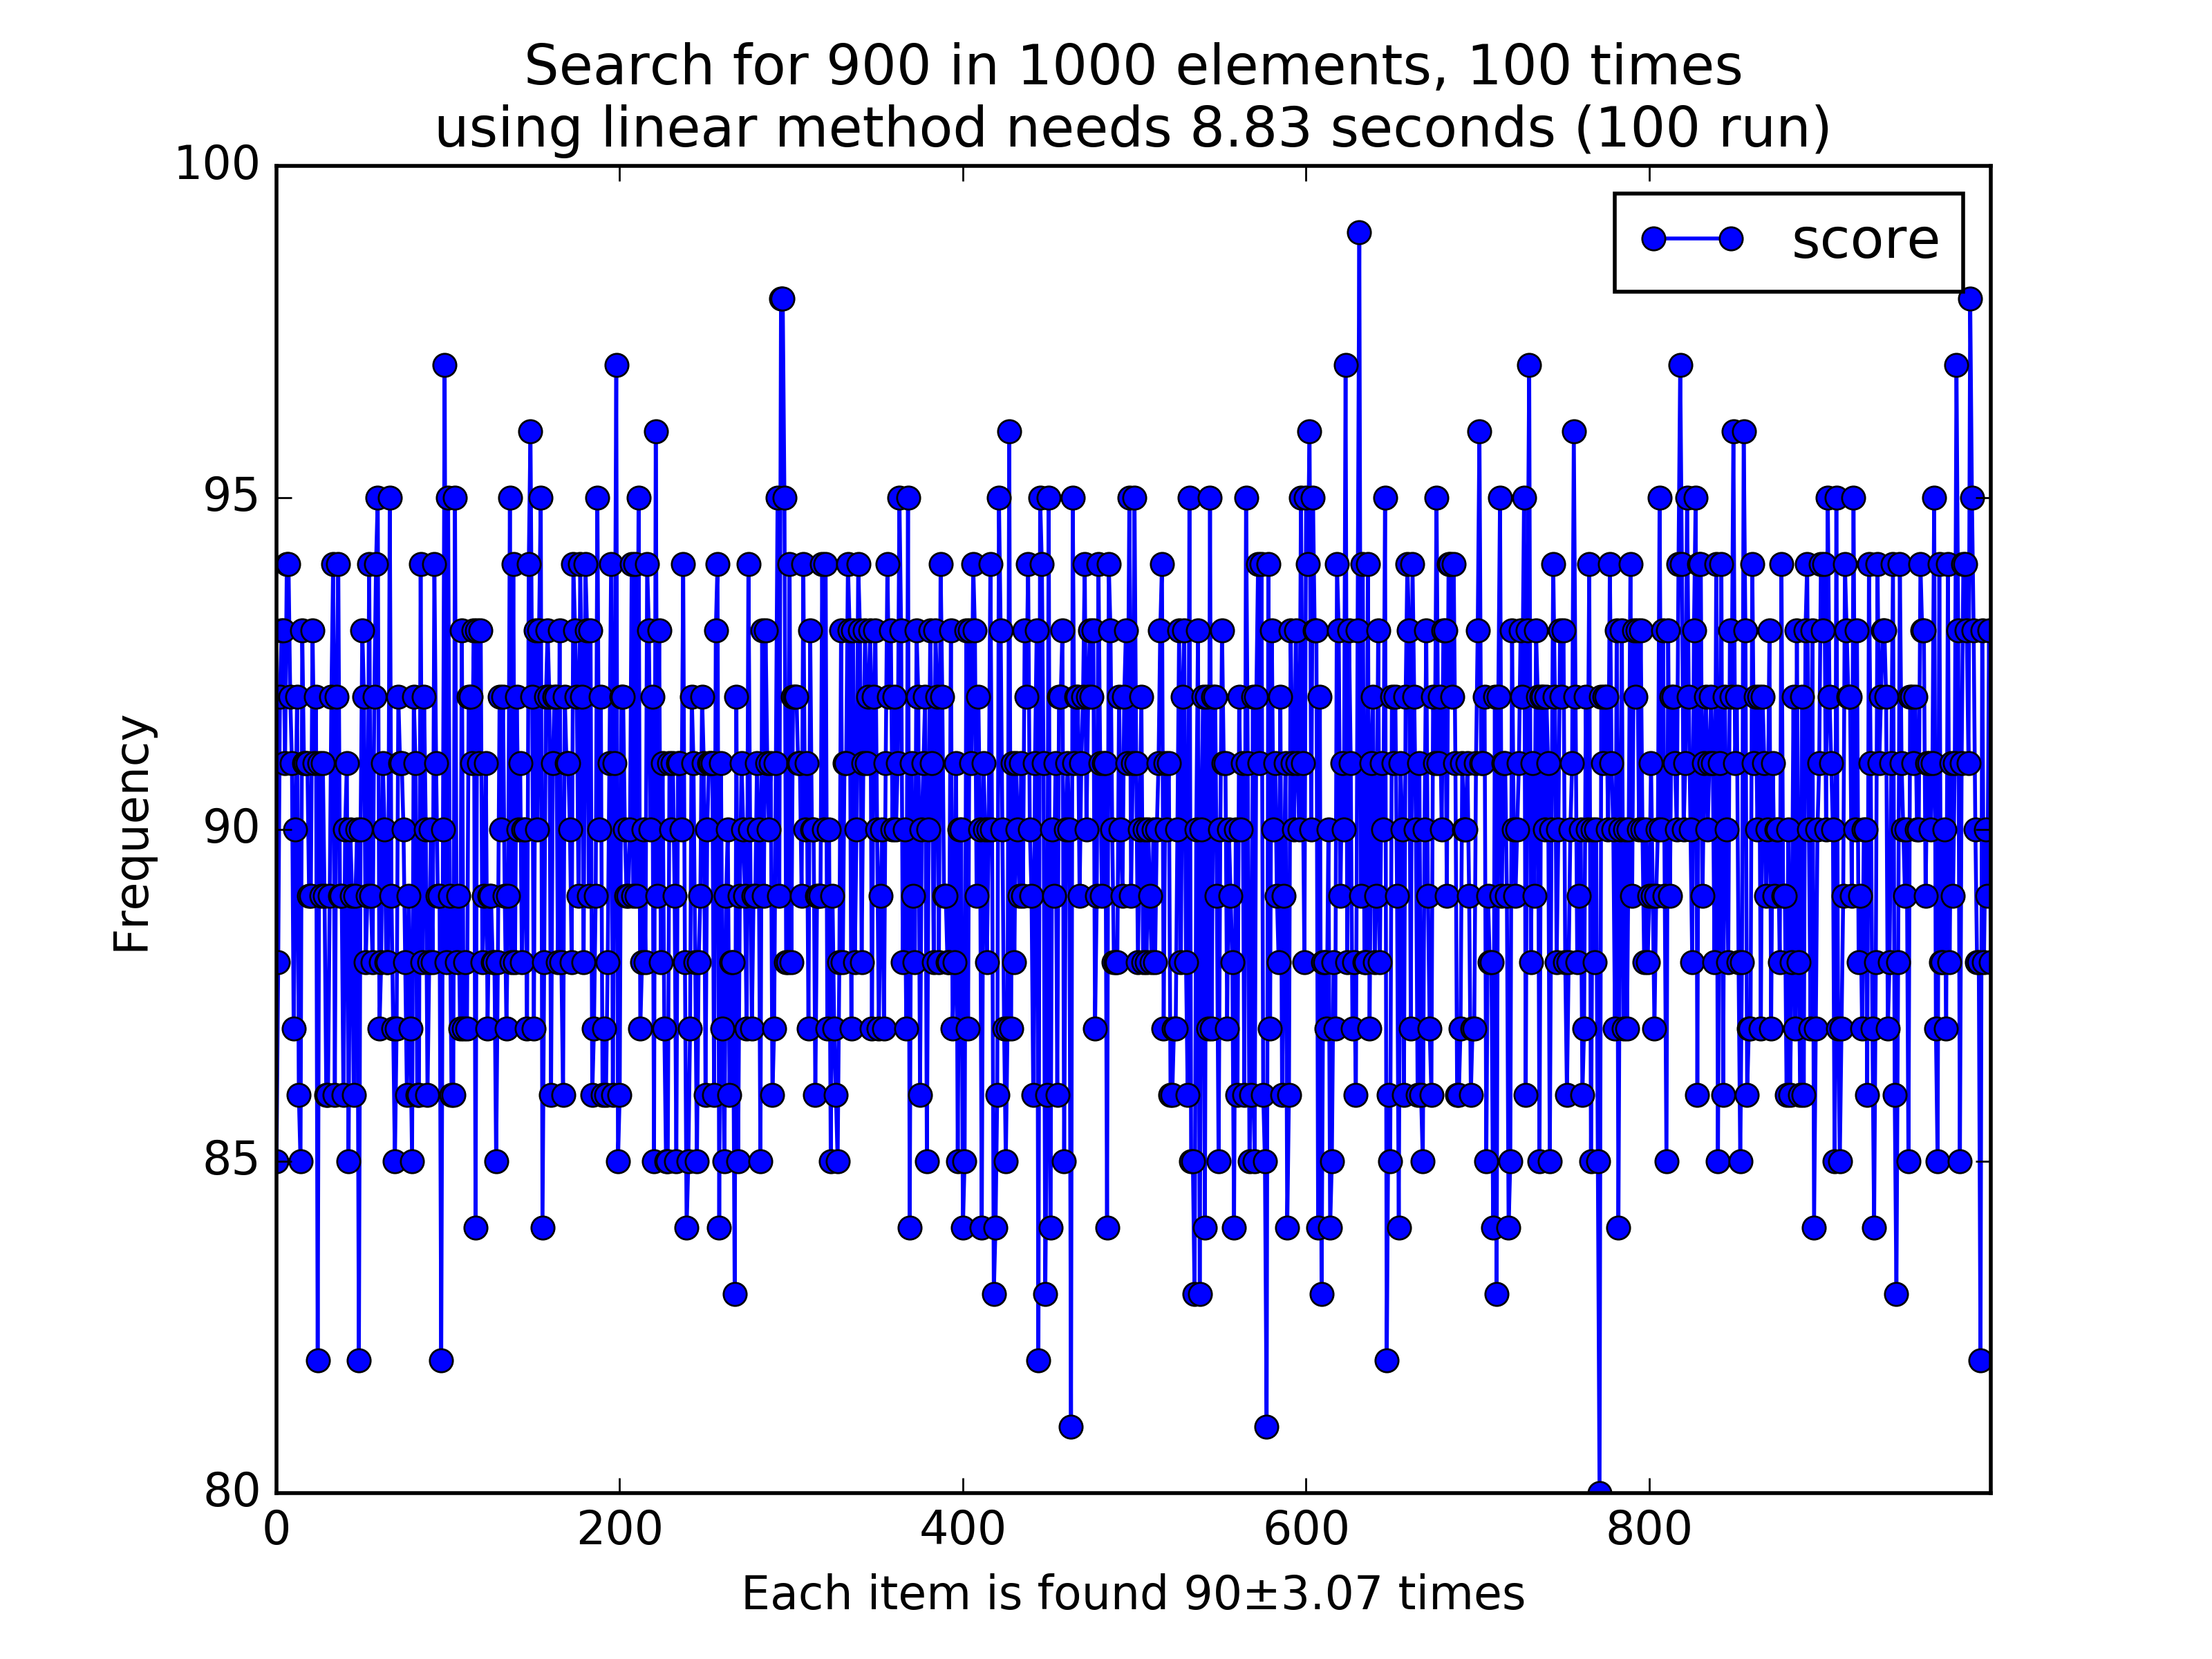 Search for 900 in 1000 elements, 100 times
using linear method needs 8.83 seconds (100 run)
score
Frequency
100
95
90
85
80
0 200 400 600 800
Each item is found 90±3.07 times